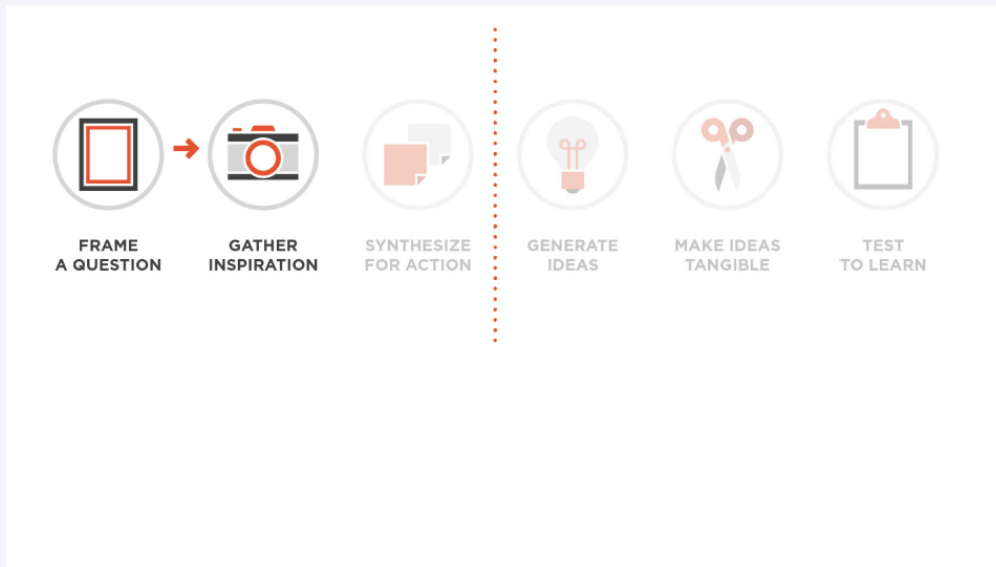 FRAME
A QUESTION
GATHER
INSPIRATION
SYNTHESIZE
FOR ACTION
GENERATE
IDEAS
MAKE IDEAS
TANGIBLE
TEST
TO LEARN